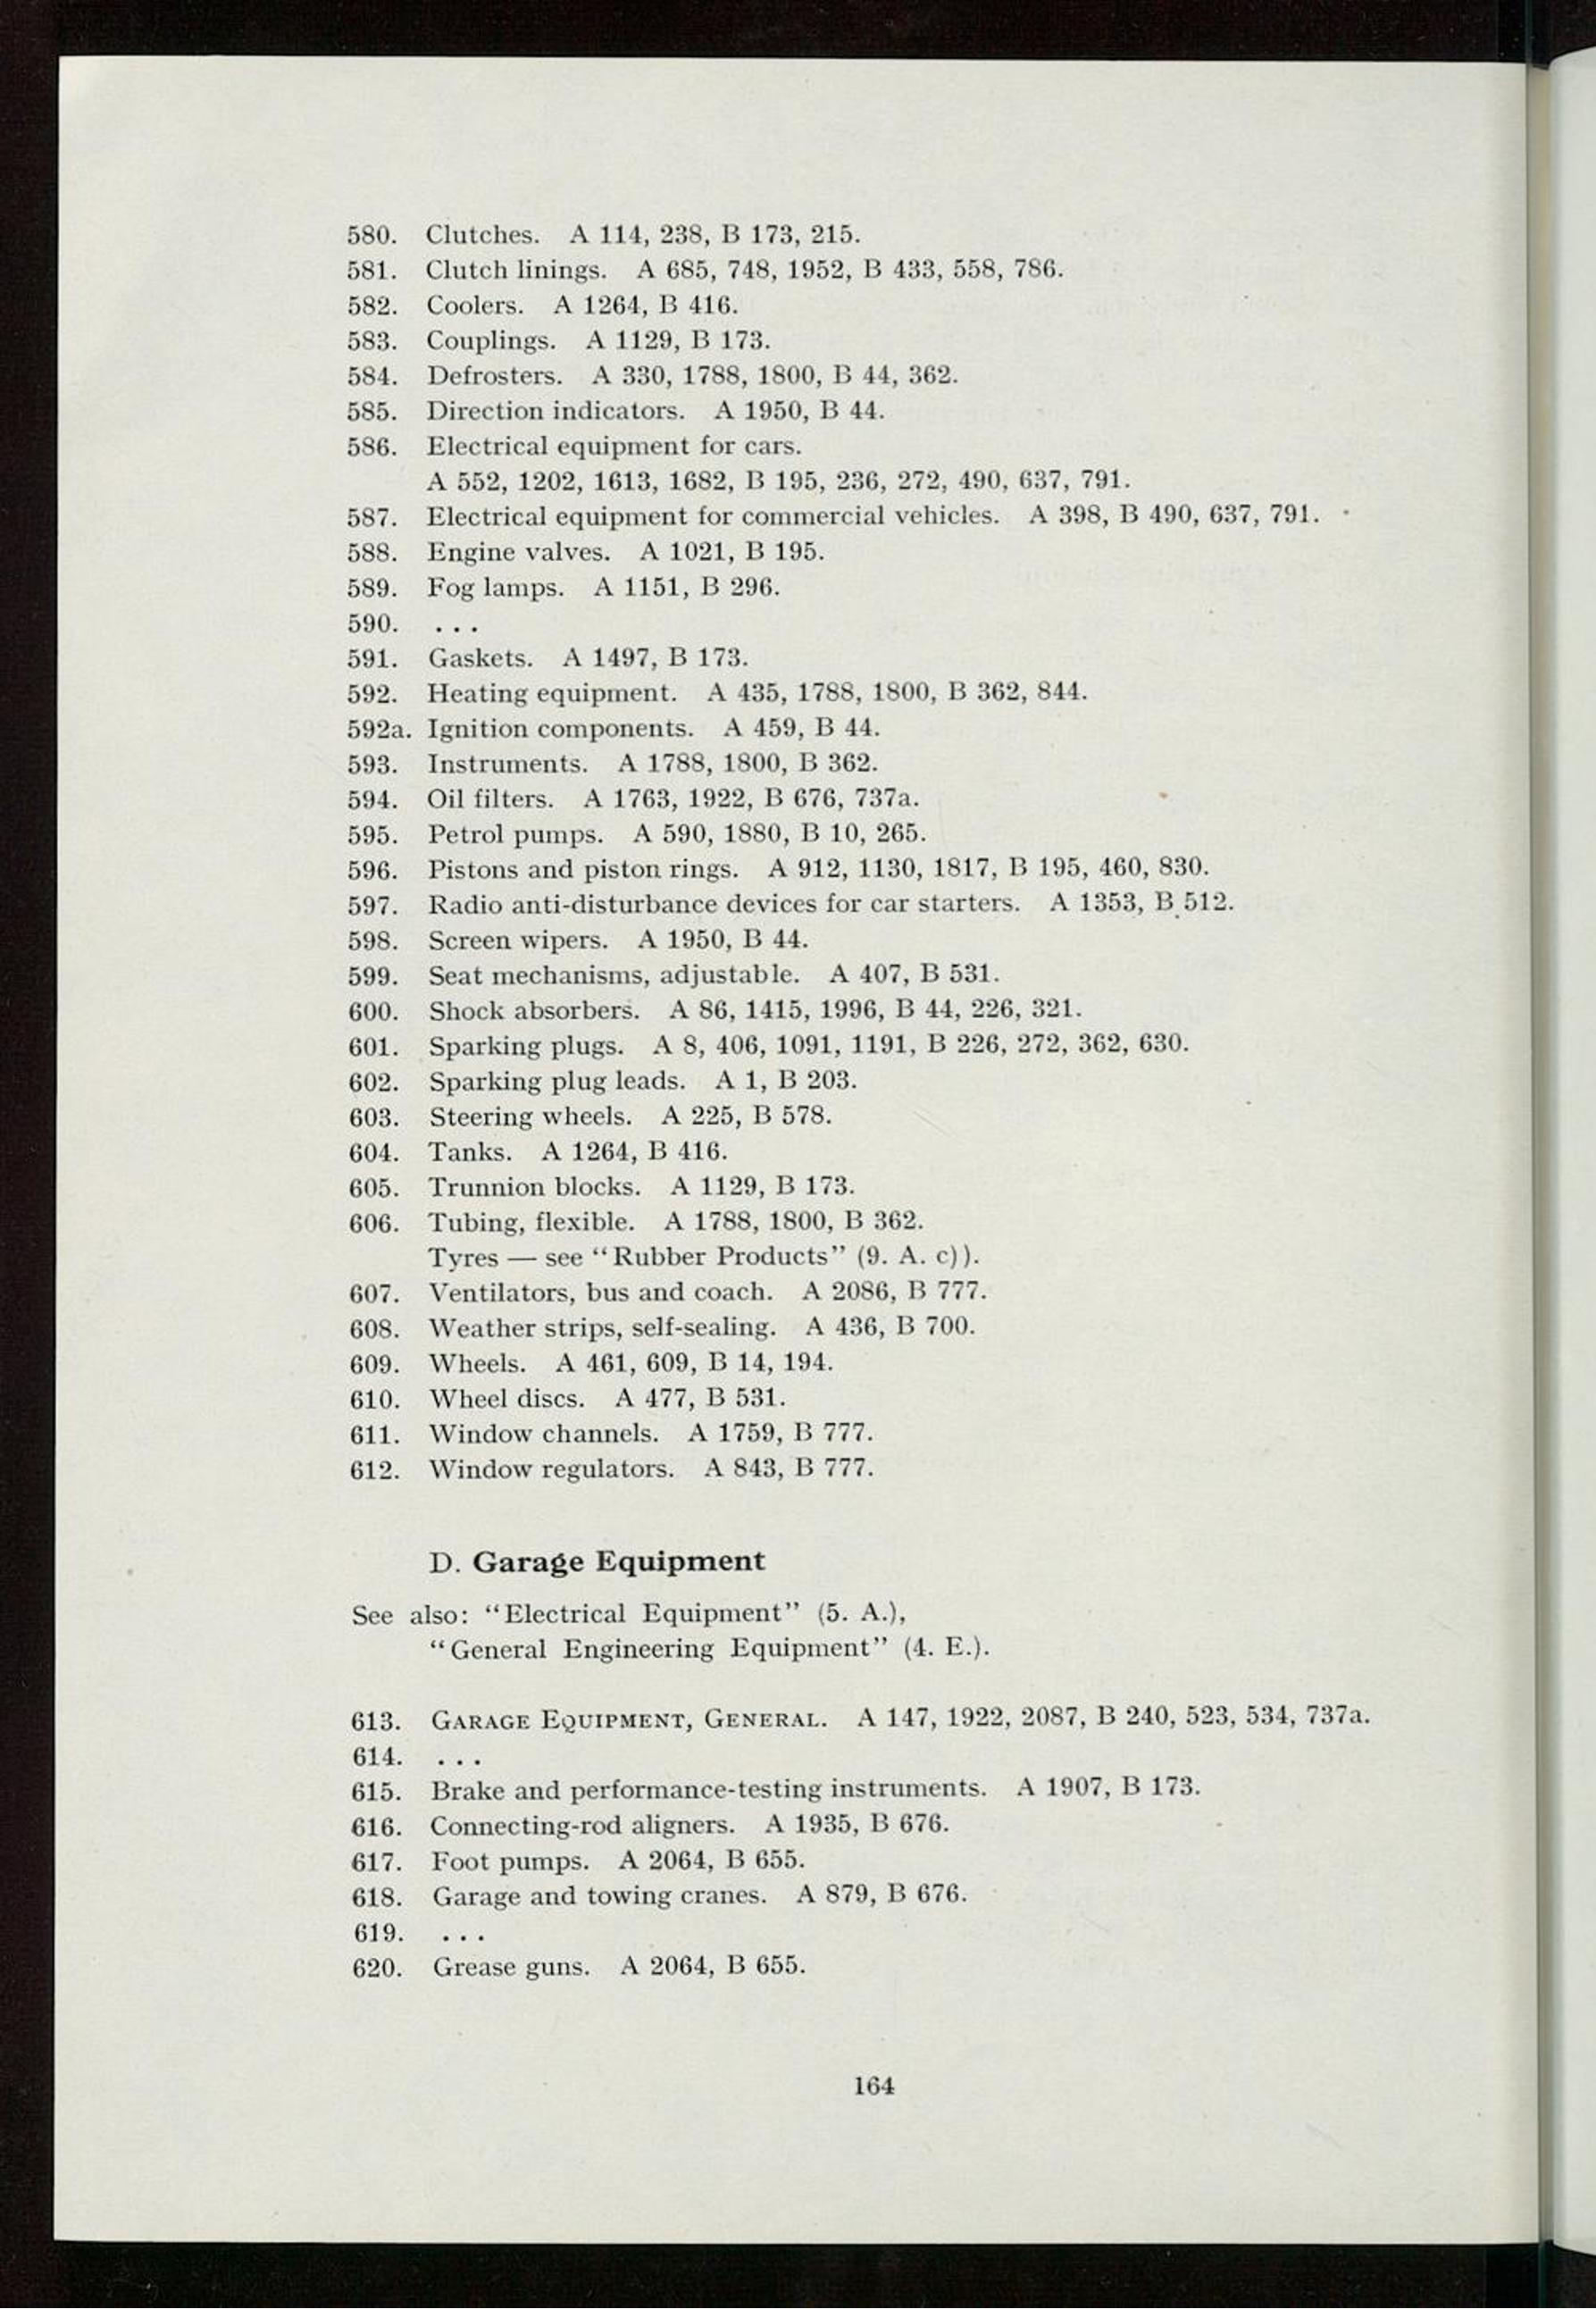 580. Clutches. A 114, 238, B 173, 215.
581. Clutch linings. A 685, 748, 1952, B 433, 558, 786.
582. Coolers. A 1264, B 416.
583. Couplings. A 1129, B 173.
584. Defrosters. A 330, 1788, 1800, B 44, 362.
585. Direction indicators. A 1950, B 44.
586. Electrical equipment for cars.
A 552, 1202, 1613, 1682, B 195, 236, 272, 490, 637, 791.
587. Electrical equipment for commercial vehicles. A 398, B 490, 637, 791.
588. Engine valves. A 1021, B 195.
589. Fog lamps. A 1151, B 296.
590. ...
591. Gaskets. A 1497, B 173.
592. Heating equipment. A 435, 1788, 1800, B 362, 844.
592a. Ignition components. A 459, B 44.
593. Instruments. A 1788, 1800, B 362.
594. Oil filters. A 1763, 1922, B 676, 737a.
595. Petrol pumps. A 590, 1880, B 10, 265.
596. Pistons and piston rings. A 912, 1130, 1817, B 195, 460, 830.
597. Radio anti-disturbance devices for car starters. A 1353, B 512.
598. Screen wipers. A 1950, B 44.
599. Seat mechanisms, adjustable. A 407, B 531.
600. Shock absorbers. A 86, 1415, 1996, B 44, 226, 321.
601. Sparking plugs. A 8, 406, 1091, 1191, B 226, 272, 362, 630.
602. Sparking plug leads. A 1, B 203.
603. Steering wheels. A 225, B 578.
604. Tanks. A 1264, B 416.
605. Trunnion blocks. A 1129, B 173.
606. Tubing, flexible. A 1788, 1800, B 362.
Tyres — see “Rubber Products” (9. A. c)).
607. Ventilators, bus and coach. A 2086, B 777.
608. Weather strips, self-sealing. A 436, B 700.
609. Wheels. A 461, 609, B 14, 194.
610. Wheel discs. A 477, B 531.
611. Window channels. A 1759, B 777.
612. Window regulators. A 843, B 777.
D. Garage Equipment
See also: “Electrical Equipment” (5. A.),
“General Engineering Equipment” (4. E.).
613. GARAGE EQUIPMENT, GENERAL. A 147, 1922, 2087, B 240, 523, 534, 737a.
614. ...
615. Brake and performance-testing instruments. A 1907, B 173.
616. Connecting-rod aligners. A 1935, B 676.
617. Foot pumps. A 2064, B 655.
618. Garage and towing cranes. A 879, B 676.
619. ...
620. Grease guns. A 2064, B 655.
164